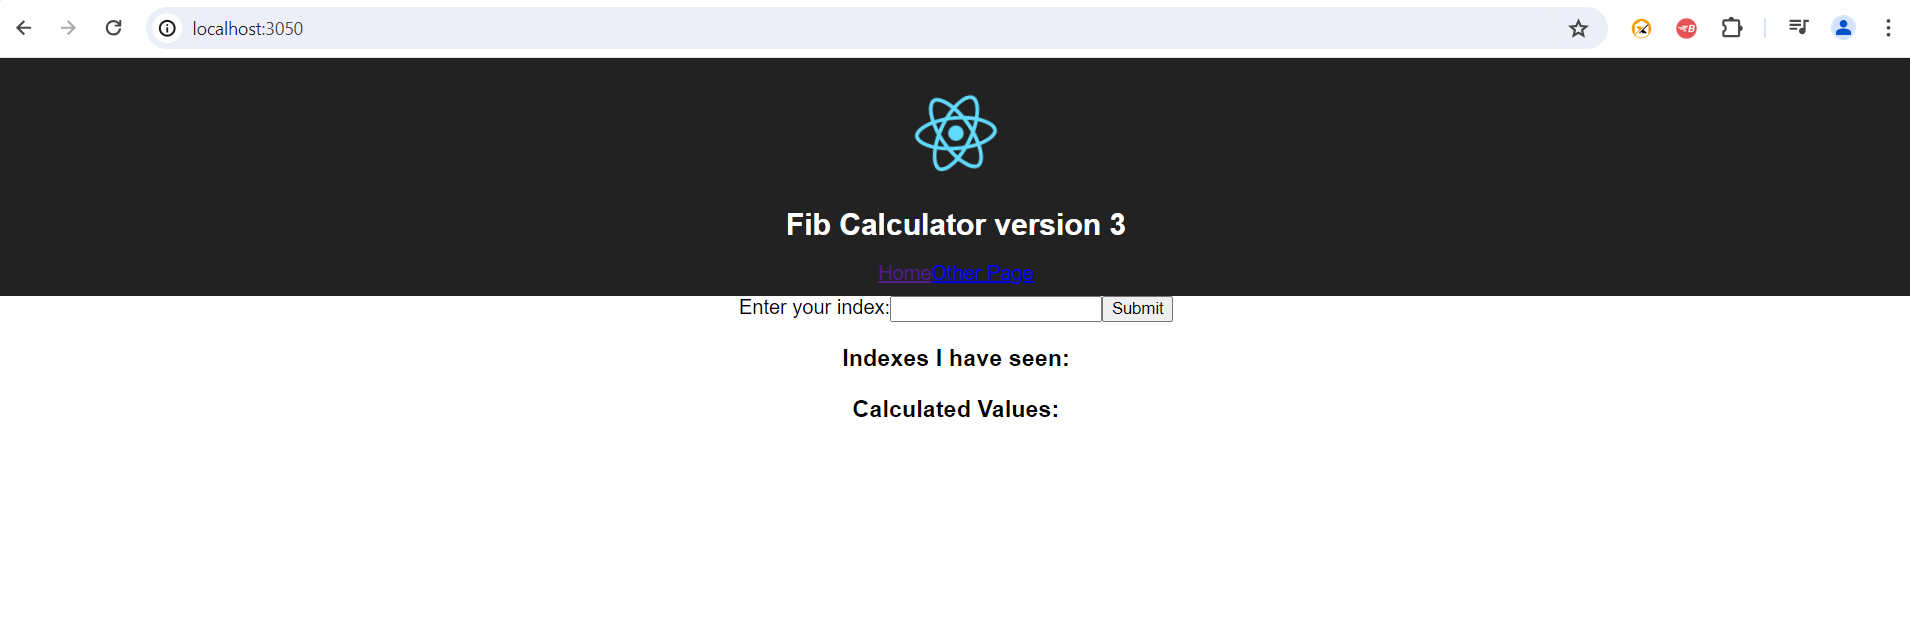 localhost:3050
Fib Calculator version 3
HomeOther Page
Enter your index: Submit
Indexes I have seen:
Calculated Values: